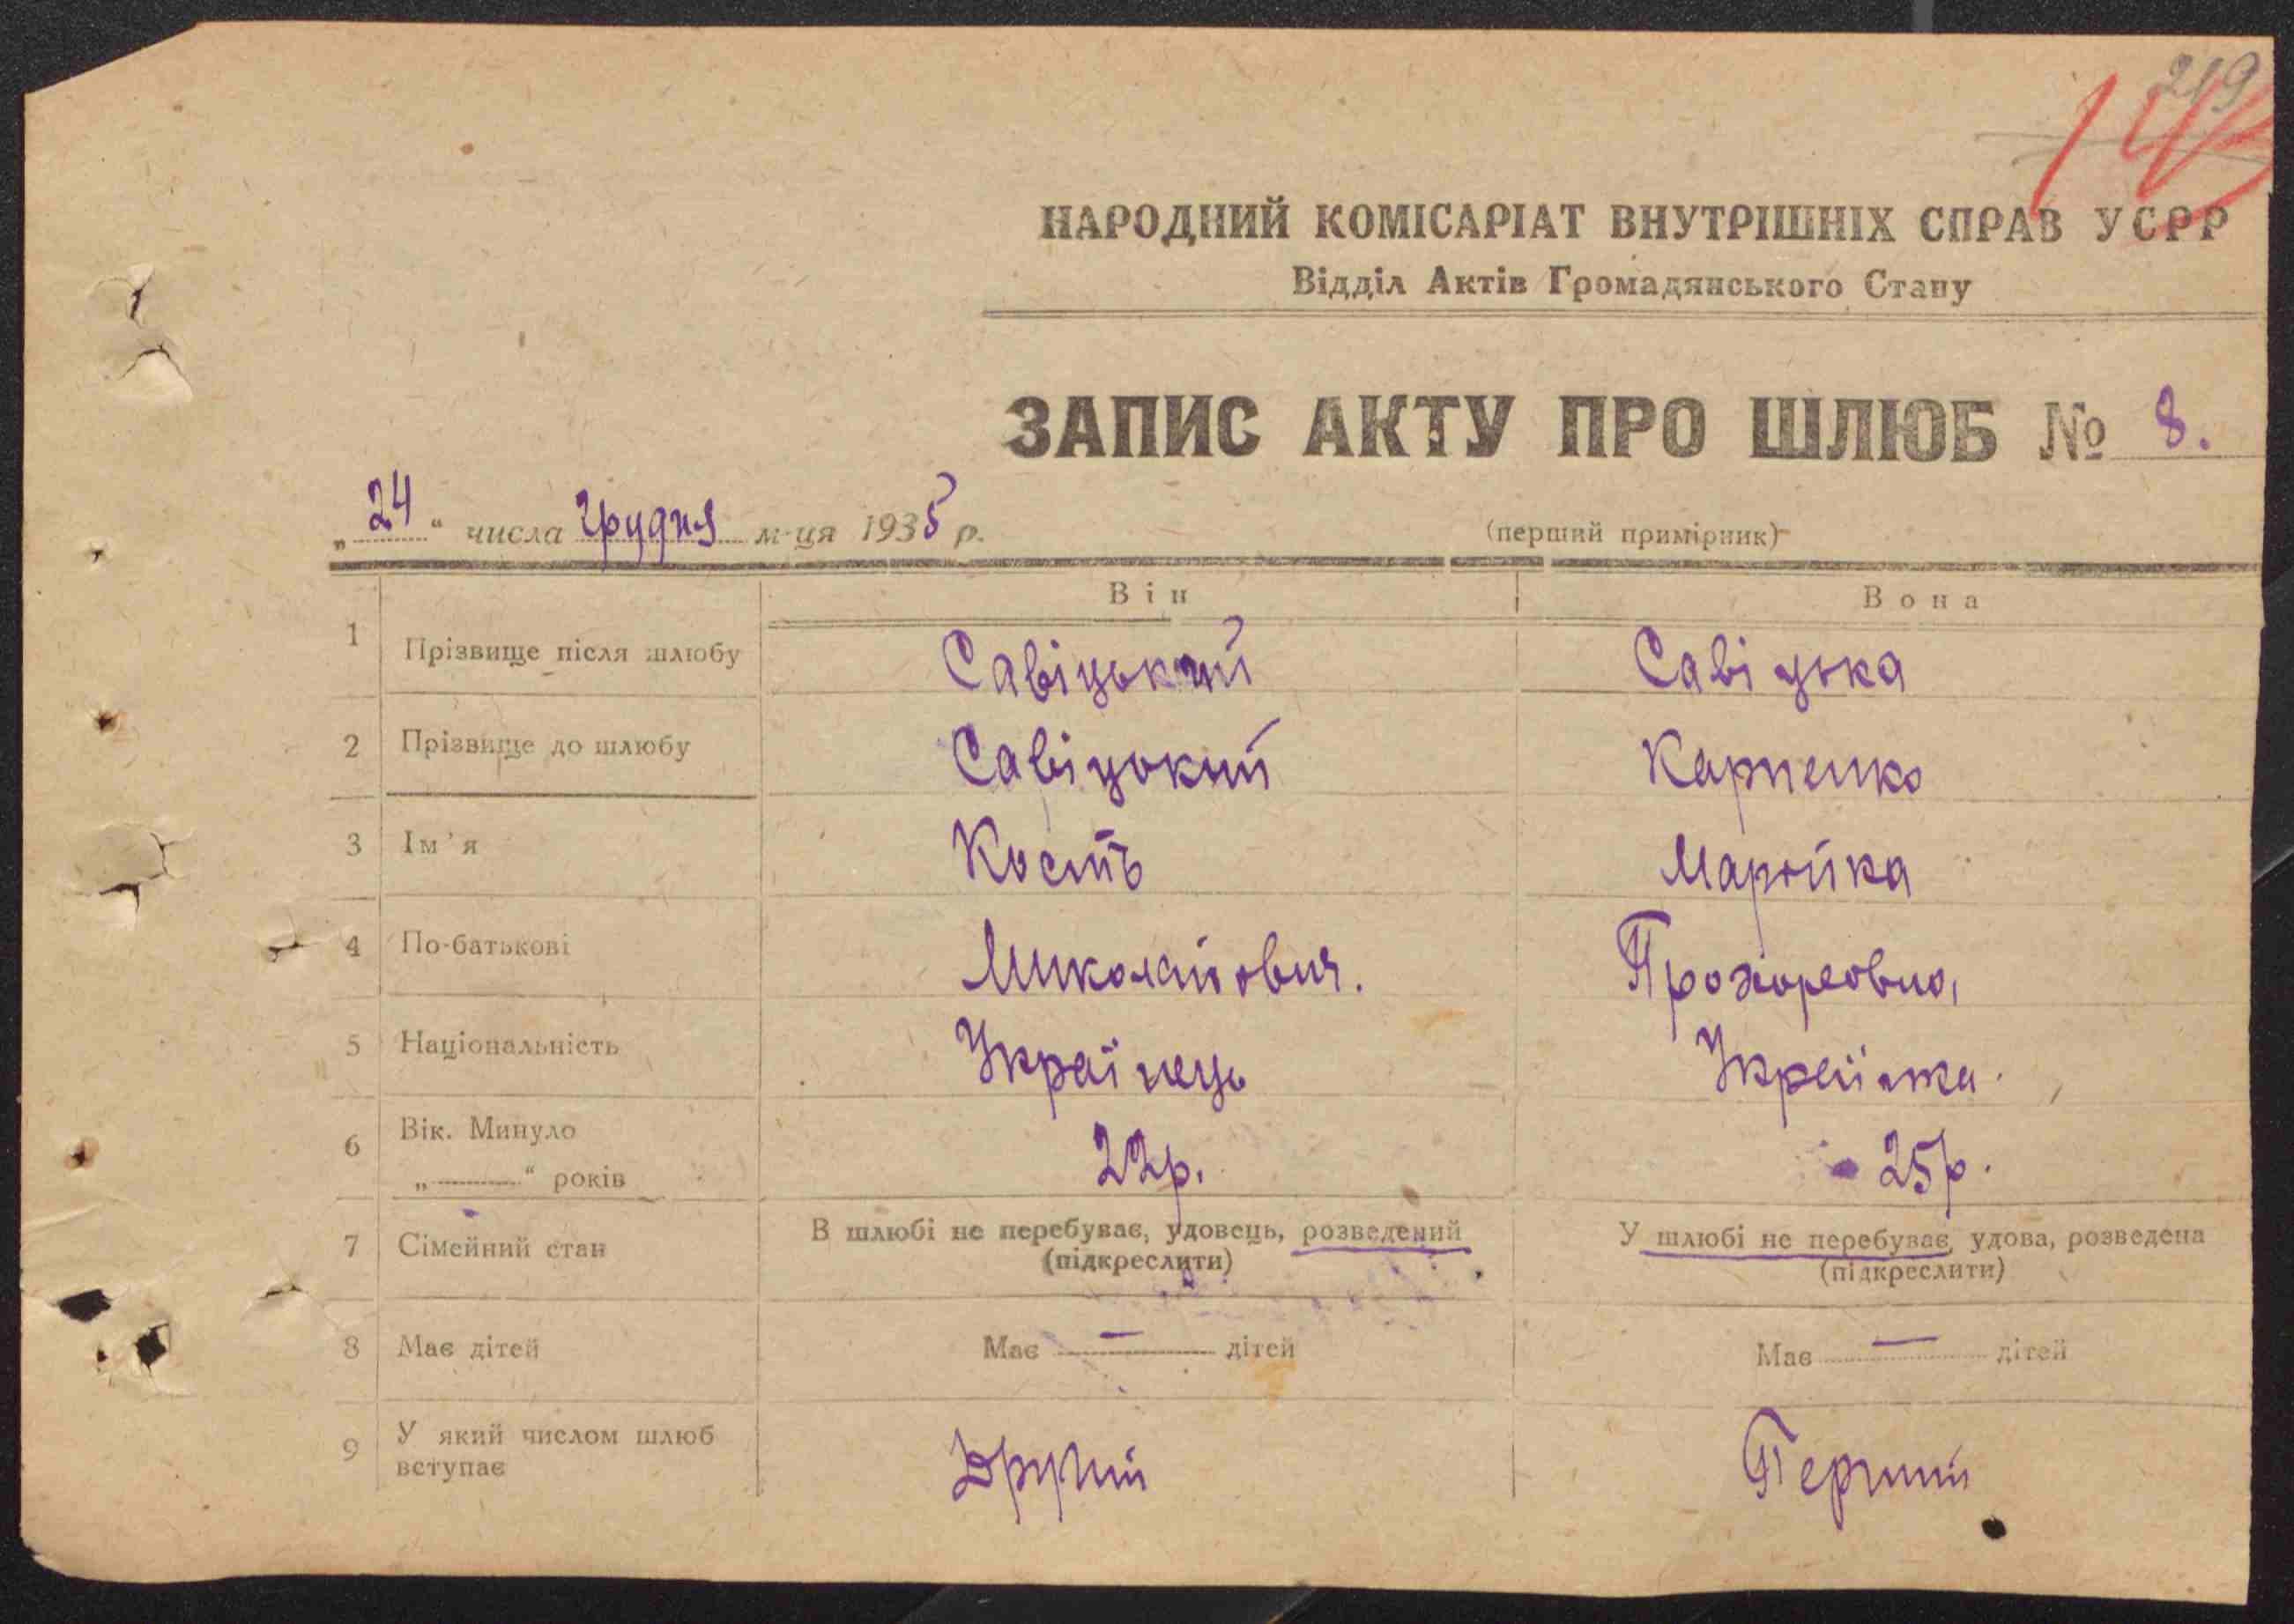 219
НАРОДНИЙ КОМІСАРІАТ ВНУТРІШНІХ СПРАВ УСРР
Відділ Актів Громадянського Стану
ЗАПИС АКТУ ПРО ШЛЮБ № 8.
„24" числа грудня м-ця 1935 р.
(перший примірник)
Він Вона
1 Прізвище після шлюбу Савіцький Савіцька
2 Прізвище до шлюбу Савіцький Карпенко
3 Ім'я Кость Марійка
4 По-батькові Миколайович. Прохоровна
5 Національність Українець Українка
6 Вік. Минуло 22р. 25р.
„ " років
7 Сімейний стан В шлюбі не перебуває, удовець, розведений У шлюбі не перебуває, удова, розведена
(підкреслити) (підкреслити)
8 Має дітей Має — дітей Має — дітей
9 У який числом шлюб Другий Перший
вступає